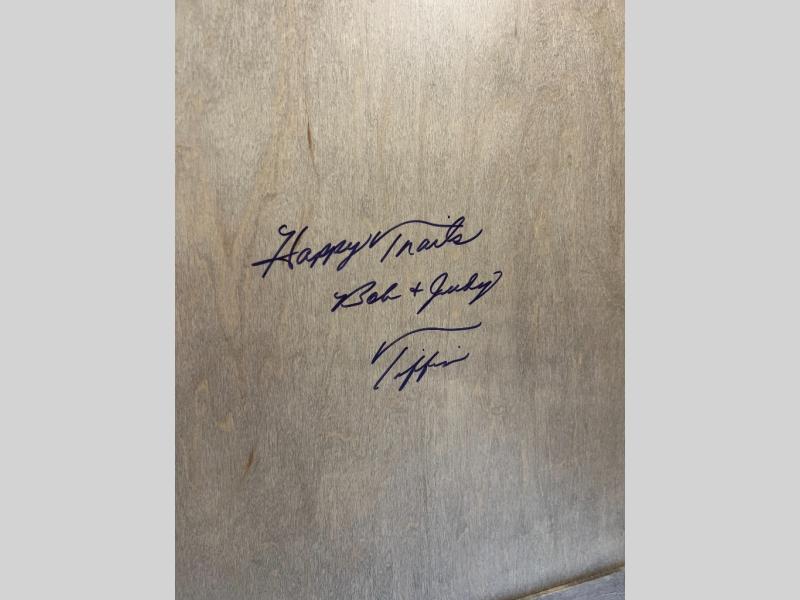 Happy Trails
Bob + Judy
Tiffin